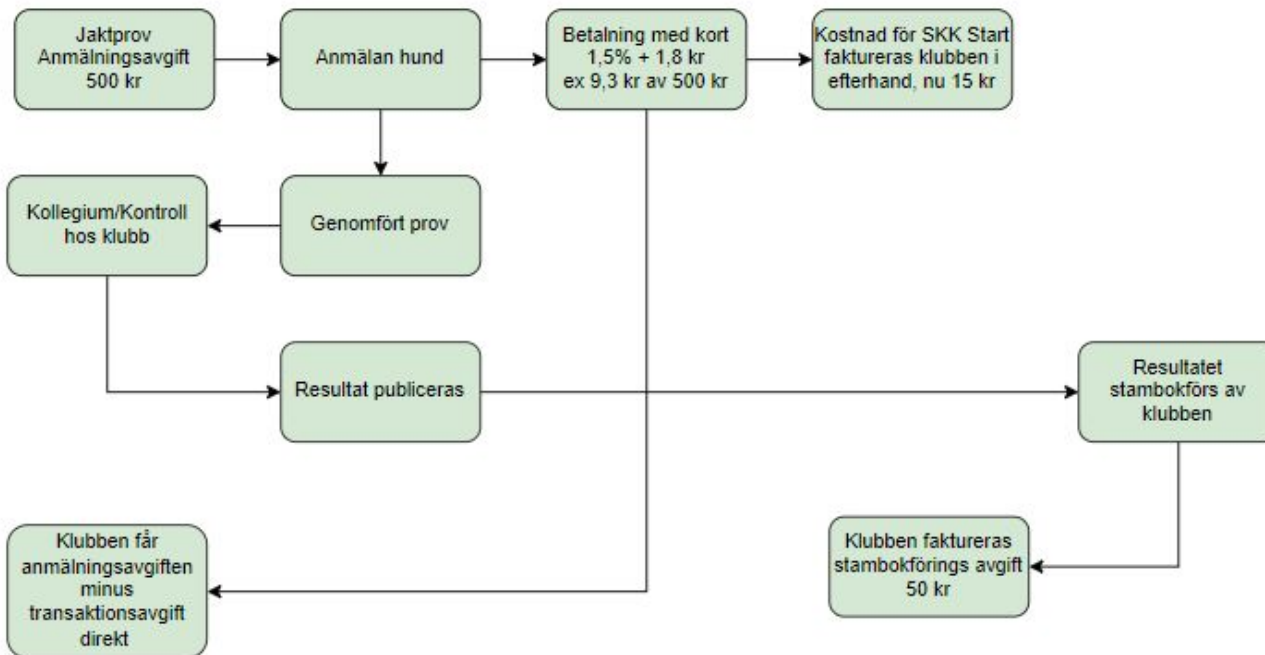 Jaktprov
Anmälningsavgift
500 kr
Anmälan hund
Betalning med kort
1,5% + 1,8 kr
ex 9,3 kr av 500 kr
Kostnad för SKK Start
faktureras klubben i
efterhand, nu 15 kr
Kollegium/Kontroll
hos klubb
Genomfört prov
Resultat publiceras
Resultatet
stambokförs av
klubben
Klubben får
anmälningsavgiften
minus
transaktionsavgift
direkt
Klubben faktureras
stambokförings avgift
50 kr